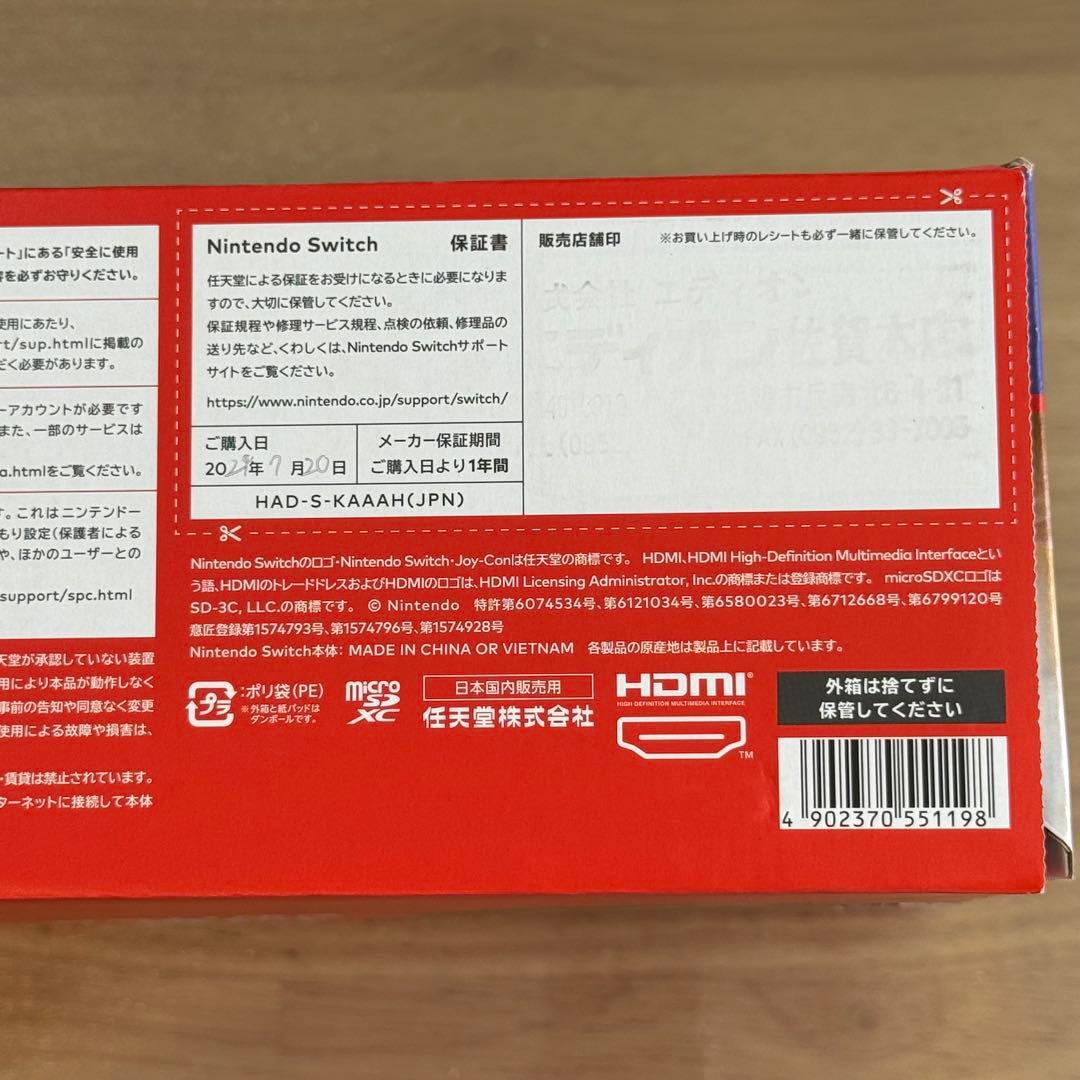 ート」にある「安全に使用
容を必ずお守りください。
使用にあたり、
rt/sup.htmlに掲載の
だく必要があります。
ーアカウントが必要です
また、一部のサービスは
a.htmlをご覧ください。
す。これはニンテンドー
もり設定(保護者による
や、ほかのユーザーとの
support/spc.html
天堂が承認していない装置
用により本品が動作しなく
事前の告知や同意なく変更
使用による故障や損害は、
・賃貸は禁止されています。
ターネットに接続して本体
Nintendo Switch 保証書
任天堂による保証をお受けになるときに必要になりま
すので、大切に保管してください。
保証規程や修理サービス規程、点検の依頼、修理品の
送り先など、くわしくは、Nintendo Switchサポート
サイトをご覧ください。
https://www.nintendo.co.jp/support/switch/
ご購入日
2024年7月20日
メーカー保証期間
ご購入日より1年間
HAD-S-KAAAH(JPN)
販売店舗印 ※お買い上げ時のレシートも必ず一緒に保管してください。
Nintendo Switchのロゴ・Nintendo Switch・Joy-Conは任天堂の商標です。 HDMI、HDMI High-Definition Multimedia Interfaceとい
う語、HDMIのトレードドレスおよびHDMIのロゴは、HDMI Licensing Administrator, Inc.の商標または登録商標です。 microSDXCロゴは
SD-3C, LLC.の商標です。 © Nintendo 特許第6074534号、第6121034号、第6580023号、第6712668号、第6799120号
意匠登録第1574793号、第1574796号、第1574928号
Nintendo Switch本体: MADE IN CHINA OR VIETNAM 各製品の原産地は製品上に記載しています。
プラ
:ポリ袋(PE)
※外箱と紙パッドは
ダンボールです。
micro
SD
XC
日本国内販売用
任天堂株式会社
HDMI®
HIGH DEFINITION MULTIMEDIA INTERFACE
TM
外箱は捨てずに
保管してください
4 902370 551198